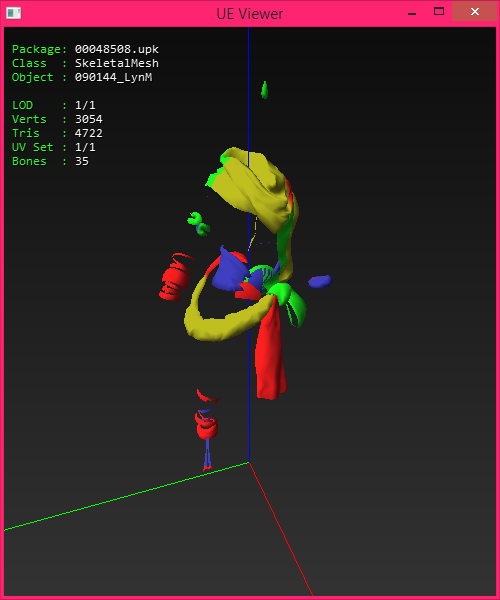 UE Viewer
Package: 00048508.upk
Class  : SkeletalMesh
Object : 090144_LynM
LOD    : 1/1
Verts  : 3054
Tris   : 4722
UV Set : 1/1
Bones  : 35